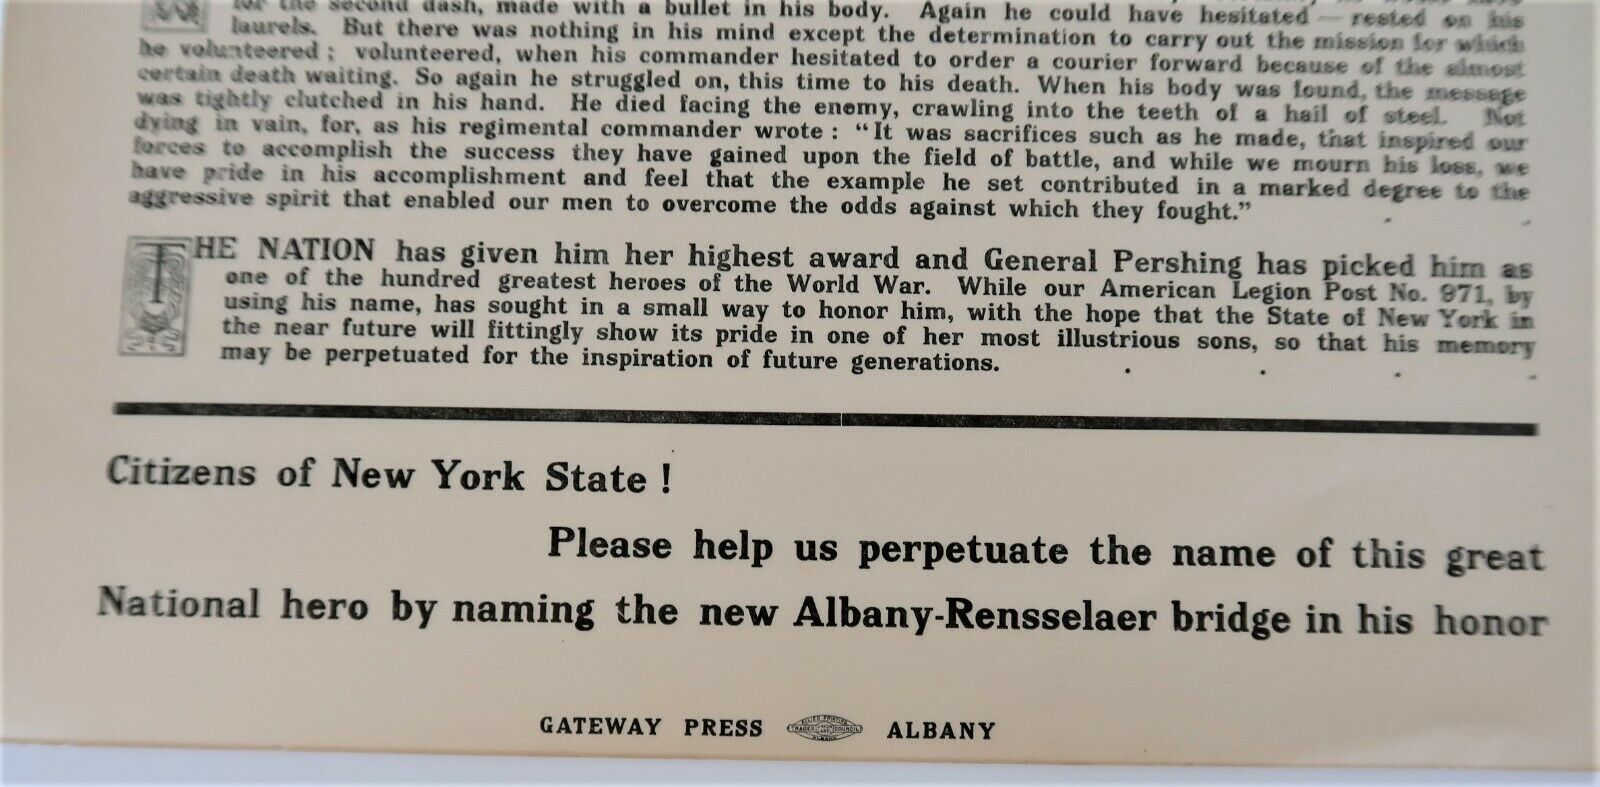 for the second dash, made with a bullet in his body. Again he could have hesitated — rested on his
laurels. But there was nothing in his mind except the determination to carry out the mission for which
he volunteered ; volunteered, when his commander hesitated to order a courier forward because of the almost
certain death waiting. So again he struggled on, this time to his death. When his body was found, the message
was tightly clutched in his hand. He died facing the enemy, crawling into the teeth of a hail of steel. Not
dying in vain, for, as his regimental commander wrote : "It was sacrifices such as he made, that inspired our
forces to accomplish the success they have gained upon the field of battle, and while we mourn his loss, we
have pride in his accomplishment and feel that the example he set contributed in a marked degree to the
aggressive spirit that enabled our men to overcome the odds against which they fought."
THE NATION has given him her highest award and General Pershing has picked him as
one of the hundred greatest heroes of the World War. While our American Legion Post No. 971, by
using his name, has sought in a small way to honor him, with the hope that the State of New York in
the near future will fittingly show its pride in one of her most illustrious sons, so that his memory
may be perpetuated for the inspiration of future generations.
Citizens of New York State !
Please help us perpetuate the name of this great
National hero by naming the new Albany-Rensselaer bridge in his honor
GATEWAY PRESS ALBANY